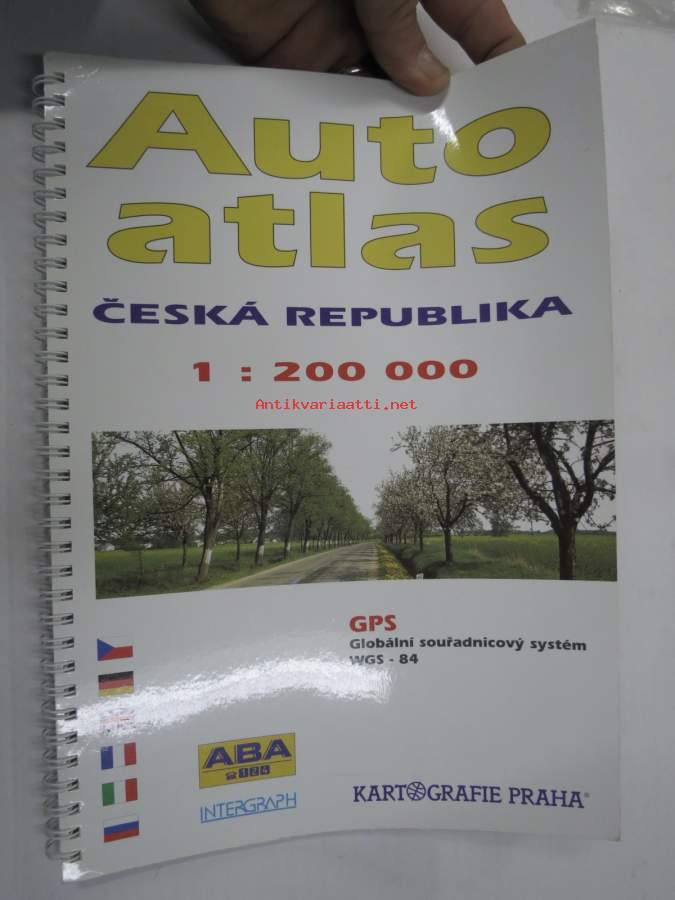 Auto
atlas
ČESKÁ REPUBLIKA
1 : 200 000
Antikvariaatti.net
GPS
Globální souřadnicový systém
WGS - 84
ABA
☎124
INTERGRAPH
KARTOGRAFIE PRAHA®